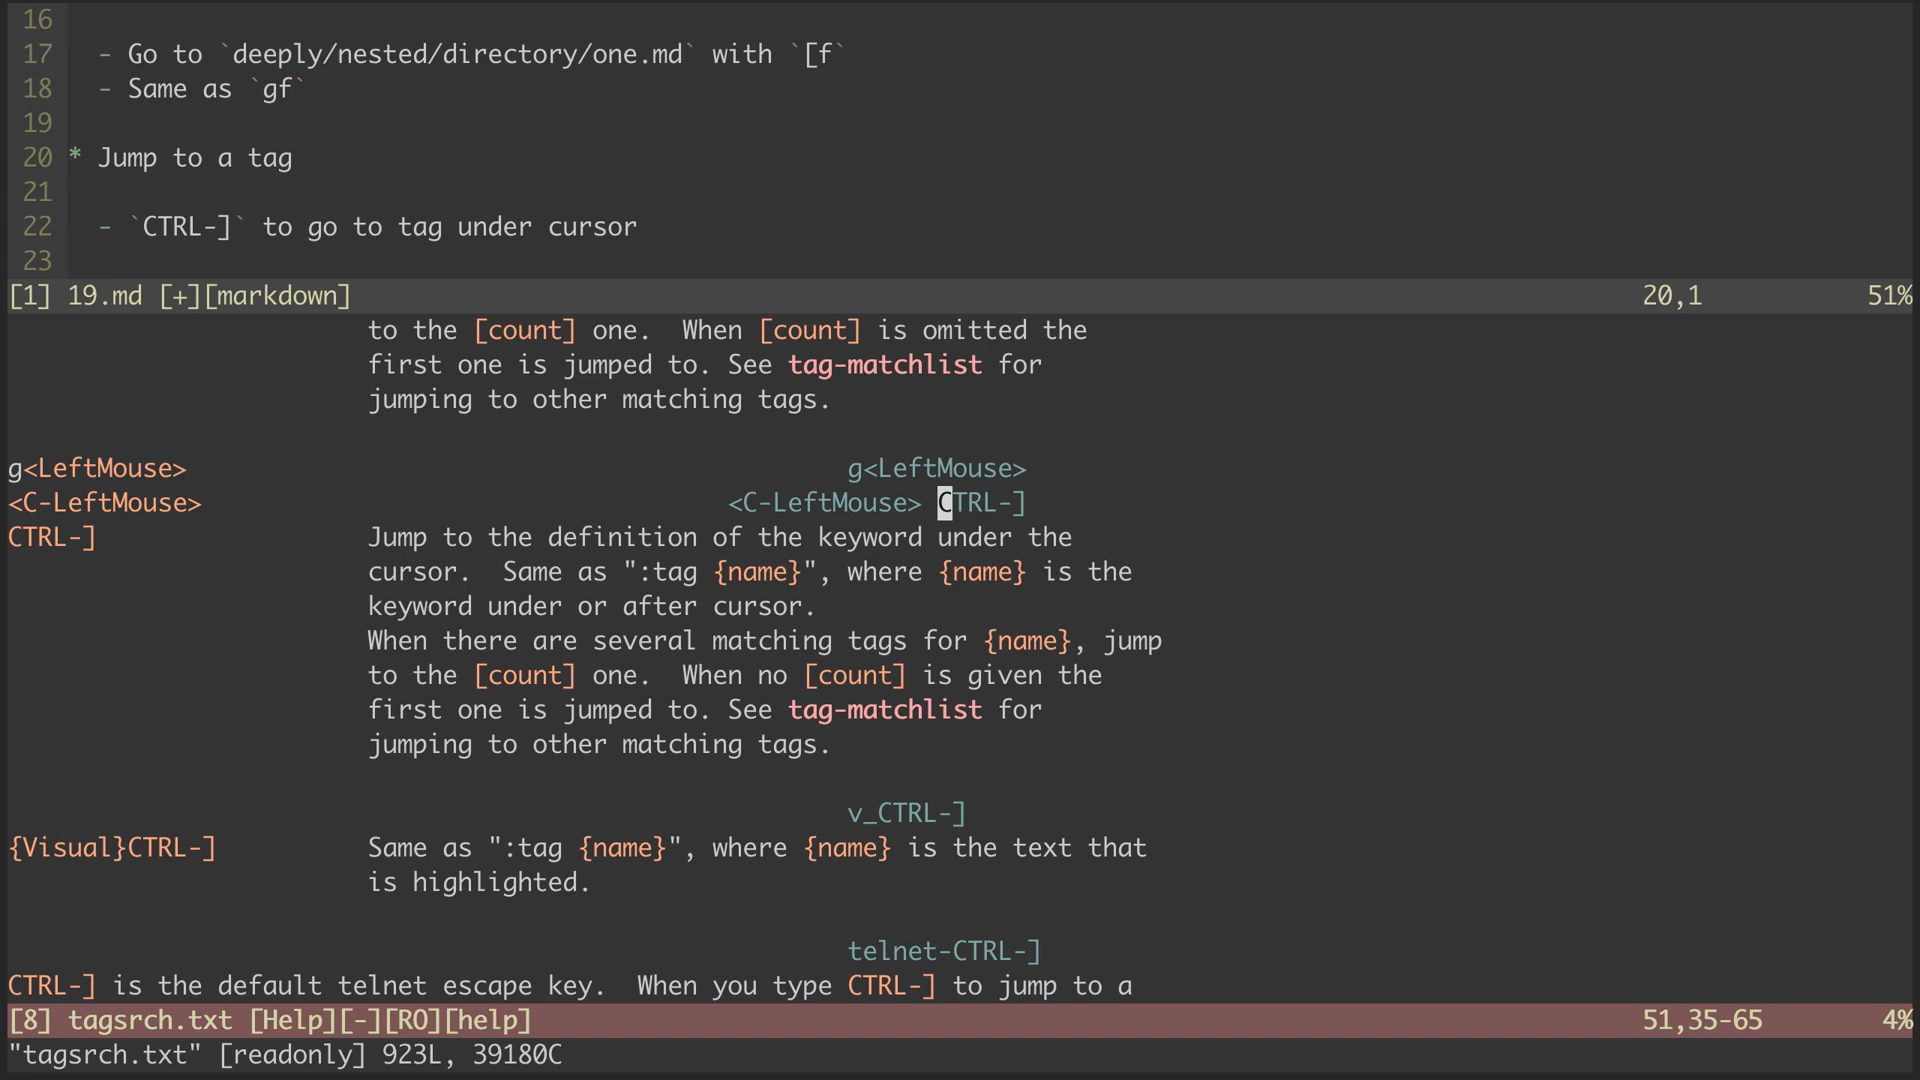 16
17   - Go to `deeply/nested/directory/one.md` with `[f`
18   - Same as `gf`
19
20 * Jump to a tag
21
22   - `CTRL-]` to go to tag under cursor
23
[1] 19.md [+][markdown] 20,1 51%
to the [count] one.  When [count] is omitted the
first one is jumped to. See tag-matchlist for
jumping to other matching tags.
g<LeftMouse> g<LeftMouse>
<C-LeftMouse> <C-LeftMouse> CTRL-]
CTRL-] Jump to the definition of the keyword under the
cursor.  Same as ":tag {name}", where {name} is the
keyword under or after cursor.
When there are several matching tags for {name}, jump
to the [count] one.  When no [count] is given the
first one is jumped to. See tag-matchlist for
jumping to other matching tags.
v_CTRL-]
{Visual}CTRL-] Same as ":tag {name}", where {name} is the text that
is highlighted.
telnet-CTRL-]
CTRL-] is the default telnet escape key.  When you type CTRL-] to jump to a
[8] tagsrch.txt [Help][-][RO][help] 51,35-65 4%
"tagsrch.txt" [readonly] 923L, 39180C